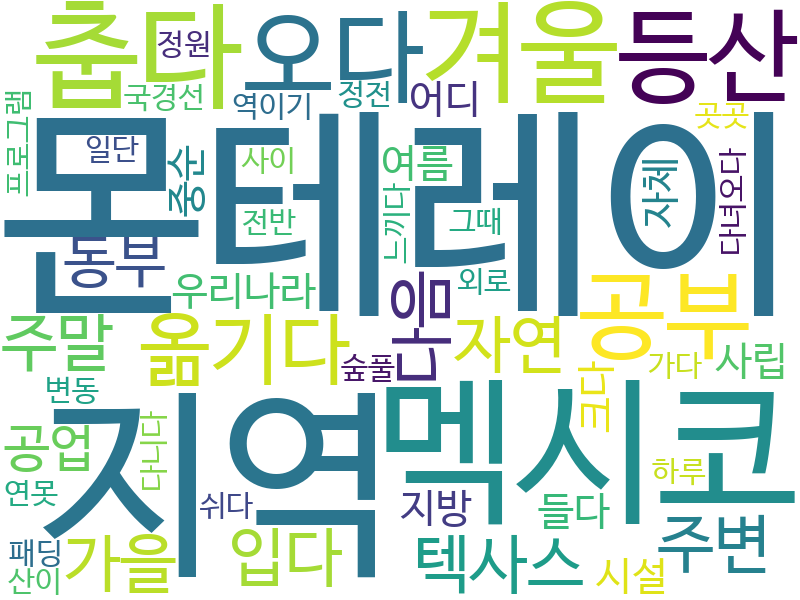 춥다
정원
오다
겨울
등산
국경선
역이기
정전
어디
프로그램
몬테레이
일단
중순
사이
여름
곳곳
자체
다녀오다
전반
느끼다
그때
동부
우리나라
외로
다음
공부
주말
옮기다
숲풀
자연
가다
사립
변동
지역
멕시코
크다
공업
다니다
연못
쉬다
지방
들다
하루
주변
패딩
산이
가을
입다
텍사스
시설